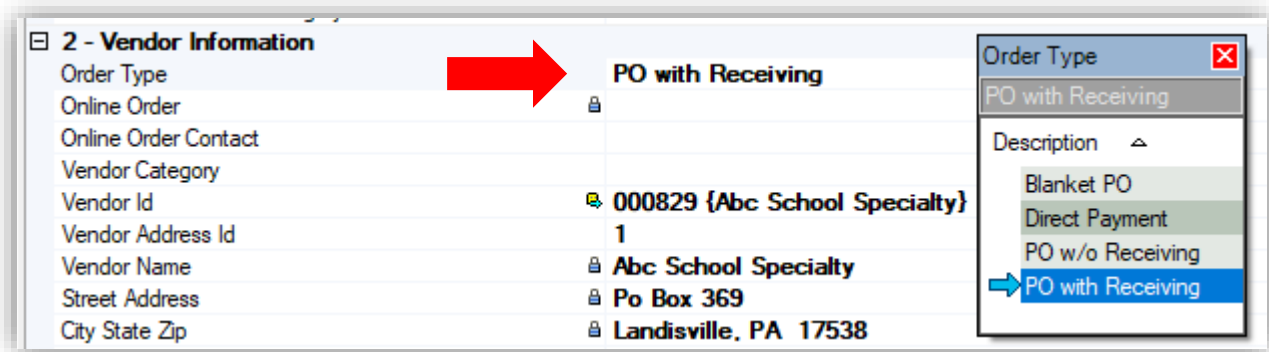 2 - Vendor Information
Order Type PO with Receiving
Online Order
Online Order Contact
Vendor Category
Vendor Id 000829 {Abc School Specialty}
Vendor Address Id 1
Vendor Name Abc School Specialty
Street Address Po Box 369
City State Zip Landisville, PA 17538
Order Type
PO with Receiving
Description
Blanket PO
Direct Payment
PO w/o Receiving
PO with Receiving